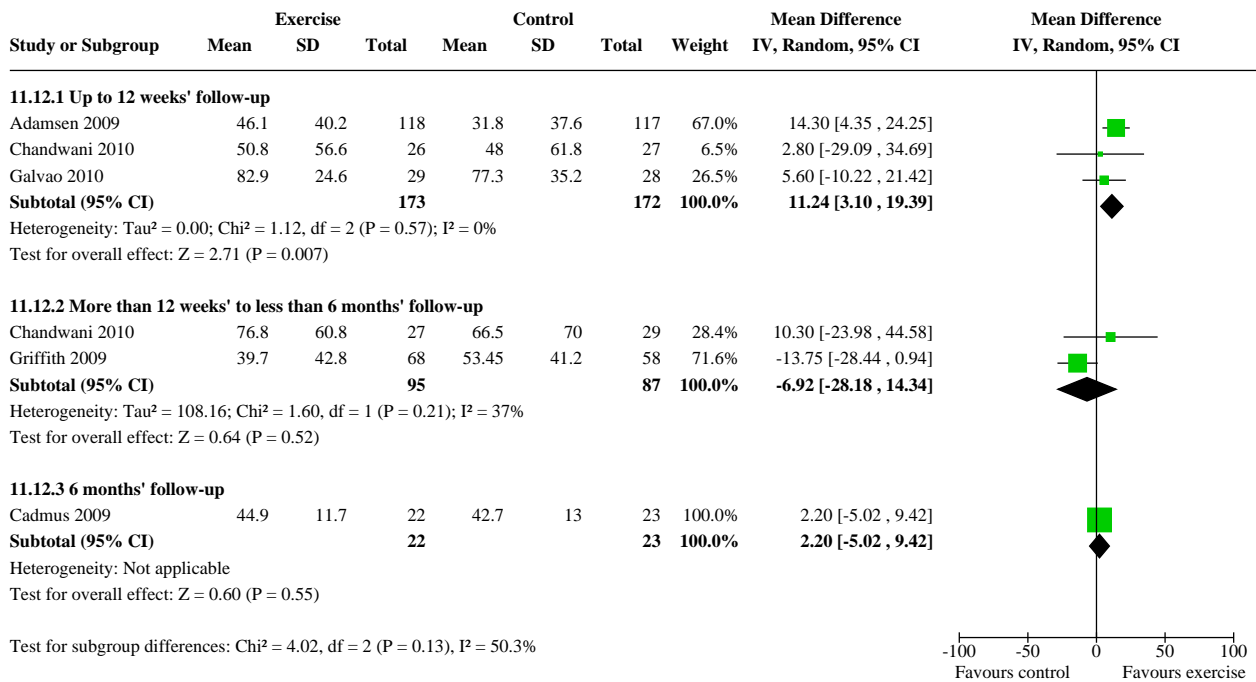 Exercise Control Mean Difference Mean Difference
Study or Subgroup Mean SD Total Mean SD Total Weight IV, Random, 95% CI IV, Random, 95% CI
11.12.1 Up to 12 weeks' follow-up
Adamsen 2009 46.1 40.2 118 31.8 37.6 117 67.0% 14.30 [4.35 , 24.25]
Chandwani 2010 50.8 56.6 26 48 61.8 27 6.5% 2.80 [-29.09 , 34.69]
Galvao 2010 82.9 24.6 29 77.3 35.2 28 26.5% 5.60 [-10.22 , 21.42]
Subtotal (95% CI) 173 172 100.0% 11.24 [3.10 , 19.39]
Heterogeneity: Tau² = 0.00; Chi² = 1.12, df = 2 (P = 0.57); I² = 0%
Test for overall effect: Z = 2.71 (P = 0.007)
11.12.2 More than 12 weeks' to less than 6 months' follow-up
Chandwani 2010 76.8 60.8 27 66.5 70 29 28.4% 10.30 [-23.98 , 44.58]
Griffith 2009 39.7 42.8 68 53.45 41.2 58 71.6% -13.75 [-28.44 , 0.94]
Subtotal (95% CI) 95 87 100.0% -6.92 [-28.18 , 14.34]
Heterogeneity: Tau² = 108.16; Chi² = 1.60, df = 1 (P = 0.21); I² = 37%
Test for overall effect: Z = 0.64 (P = 0.52)
11.12.3 6 months' follow-up
Cadmus 2009 44.9 11.7 22 42.7 13 23 100.0% 2.20 [-5.02 , 9.42]
Subtotal (95% CI) 22 23 100.0% 2.20 [-5.02 , 9.42]
Heterogeneity: Not applicable
Test for overall effect: Z = 0.60 (P = 0.55)
Test for subgroup differences: Chi² = 4.02, df = 2 (P = 0.13), I² = 50.3%
-100 -50 0 50 100
Favours control Favours exercise